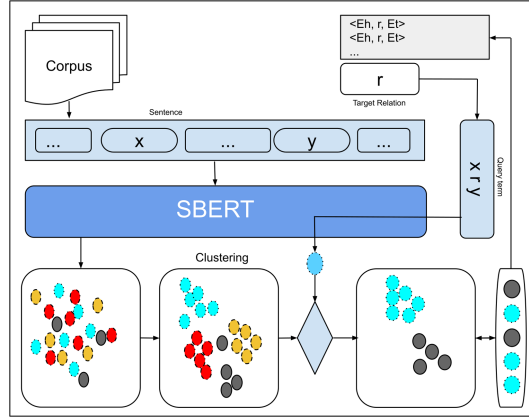 <Eh, r, Et>
<Eh, r, Et>
...
Corpus
r
Target Relation
Sentence
... x ... y ...
x r y
Query term
SBERT
Clustering